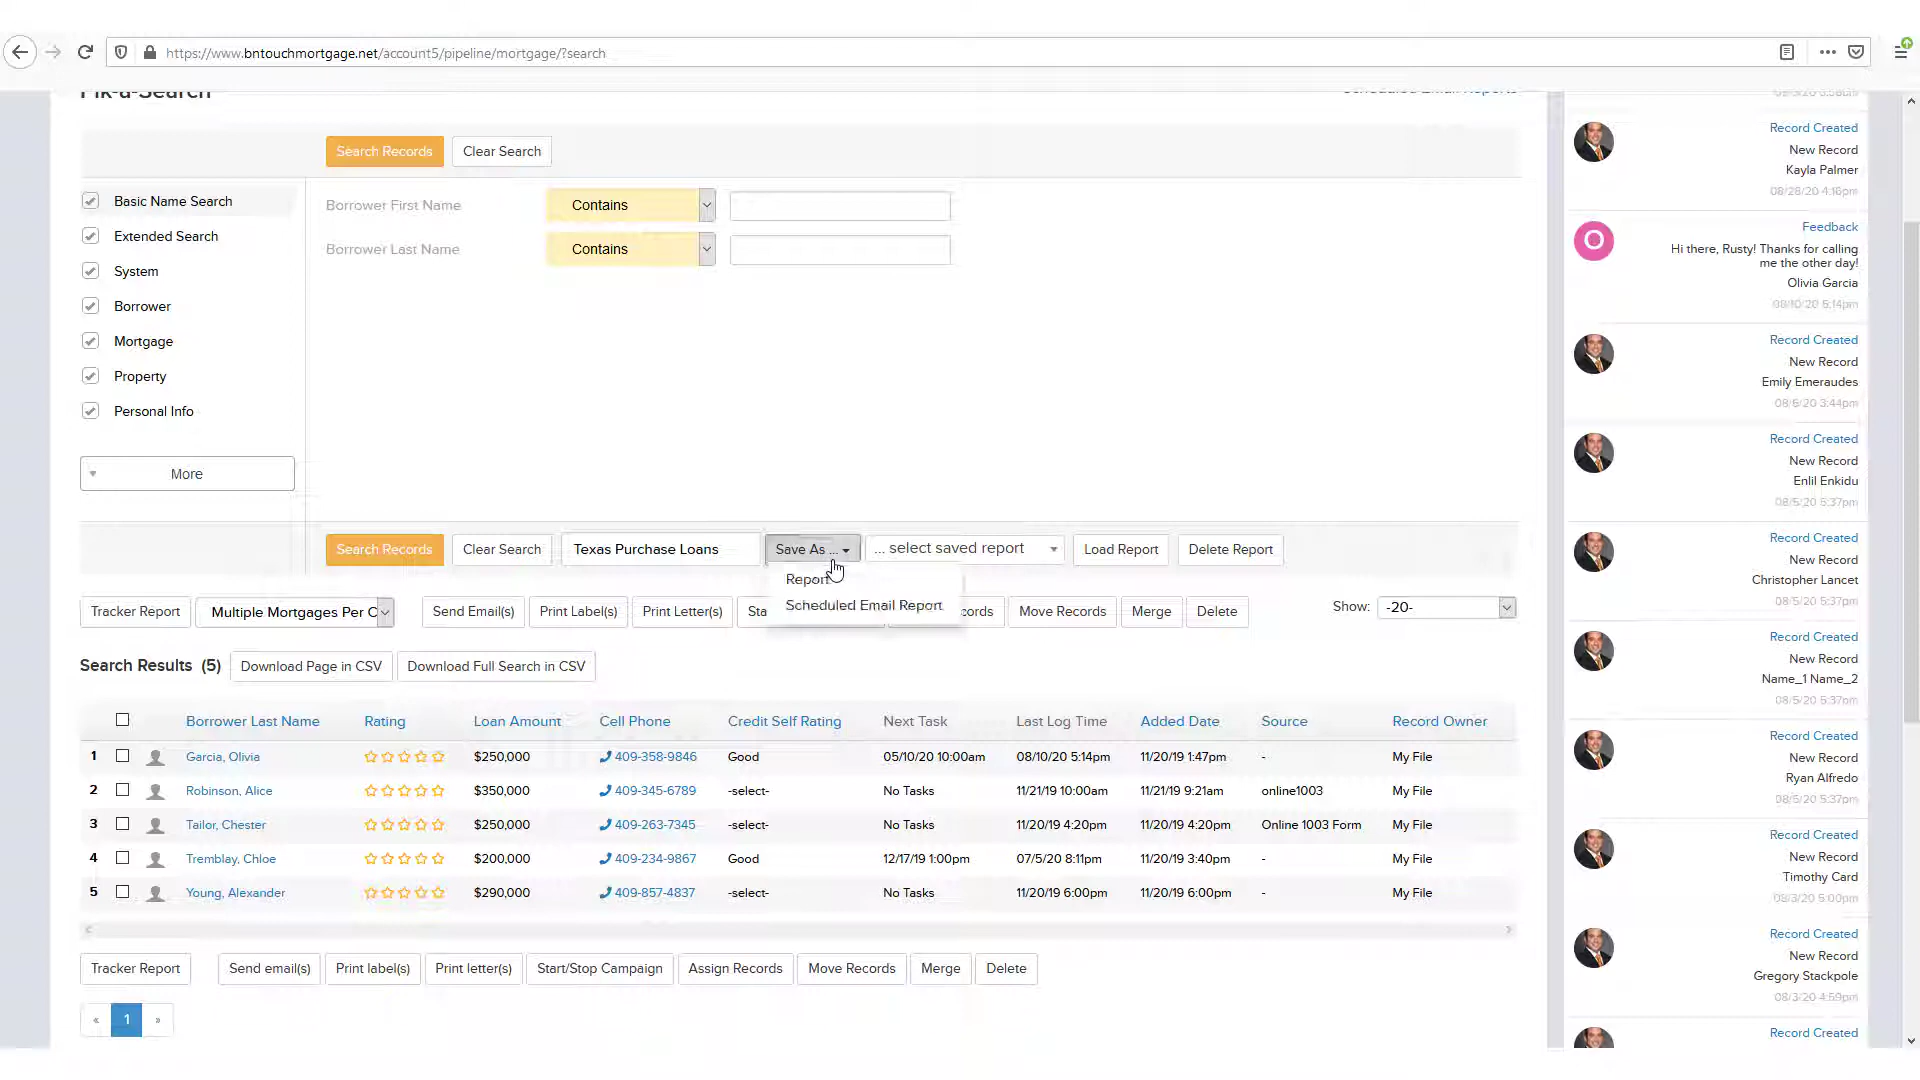 https://www.bntouchmortgage.net/account5/pipeline/mortgage/?search
Pik-a-Search
Scheduled Email Reports
Search Records
Clear Search
Basic Name Search
Extended Search
System
Borrower
Mortgage
Property
Personal Info
More
Borrower First Name
Contains
Borrower Last Name
Contains
Search Records
Clear Search
Texas Purchase Loans
Save As ...
... select saved report
Load Report
Delete Report
Report
Scheduled Email Report
Tracker Report
Multiple Mortgages Per C
Send Email(s)
Print Label(s)
Print Letter(s)
Sta
cords
Move Records
Merge
Delete
Show:
-20-
Search Results (5)
Download Page in CSV
Download Full Search in CSV
Borrower Last Name Rating Loan Amount Cell Phone Credit Self Rating Next Task Last Log Time Added Date Source Record Owner
1 Garcia, Olivia $250,000 409-358-9846 Good 05/10/20 10:00am 08/10/20 5:14pm 11/20/19 1:47pm - My File
2 Robinson, Alice $350,000 409-345-6789 -select- No Tasks 11/21/19 10:00am 11/21/19 9:21am online1003 My File
3 Tailor, Chester $250,000 409-263-7345 -select- No Tasks 11/20/19 4:20pm 11/20/19 4:20pm Online 1003 Form My File
4 Tremblay, Chloe $200,000 409-234-9867 Good 12/17/19 1:00pm 07/5/20 8:11pm 11/20/19 3:40pm - My File
5 Young, Alexander $290,000 409-857-4837 -select- No Tasks 11/20/19 6:00pm 11/20/19 6:00pm - My File
Tracker Report
Send email(s)
Print label(s)
Print letter(s)
Start/Stop Campaign
Assign Records
Move Records
Merge
Delete
« 1 »
Record Created
New Record
Kayla Palmer
08/28/20 4:16pm
O
Feedback
Hi there, Rusty! Thanks for calling
me the other day!
Olivia Garcia
08/10/20 5:14pm
Record Created
New Record
Emily Emeraudes
08/5/20 3:44pm
Record Created
New Record
Enlil Enkidu
08/5/20 5:37pm
Record Created
New Record
Christopher Lancet
08/5/20 5:37pm
Record Created
New Record
Name_1 Name_2
08/5/20 5:37pm
Record Created
New Record
Ryan Alfredo
08/5/20 5:37pm
Record Created
New Record
Timothy Card
08/3/20 5:00pm
Record Created
New Record
Gregory Stackpole
08/3/20 4:59pm
Record Created